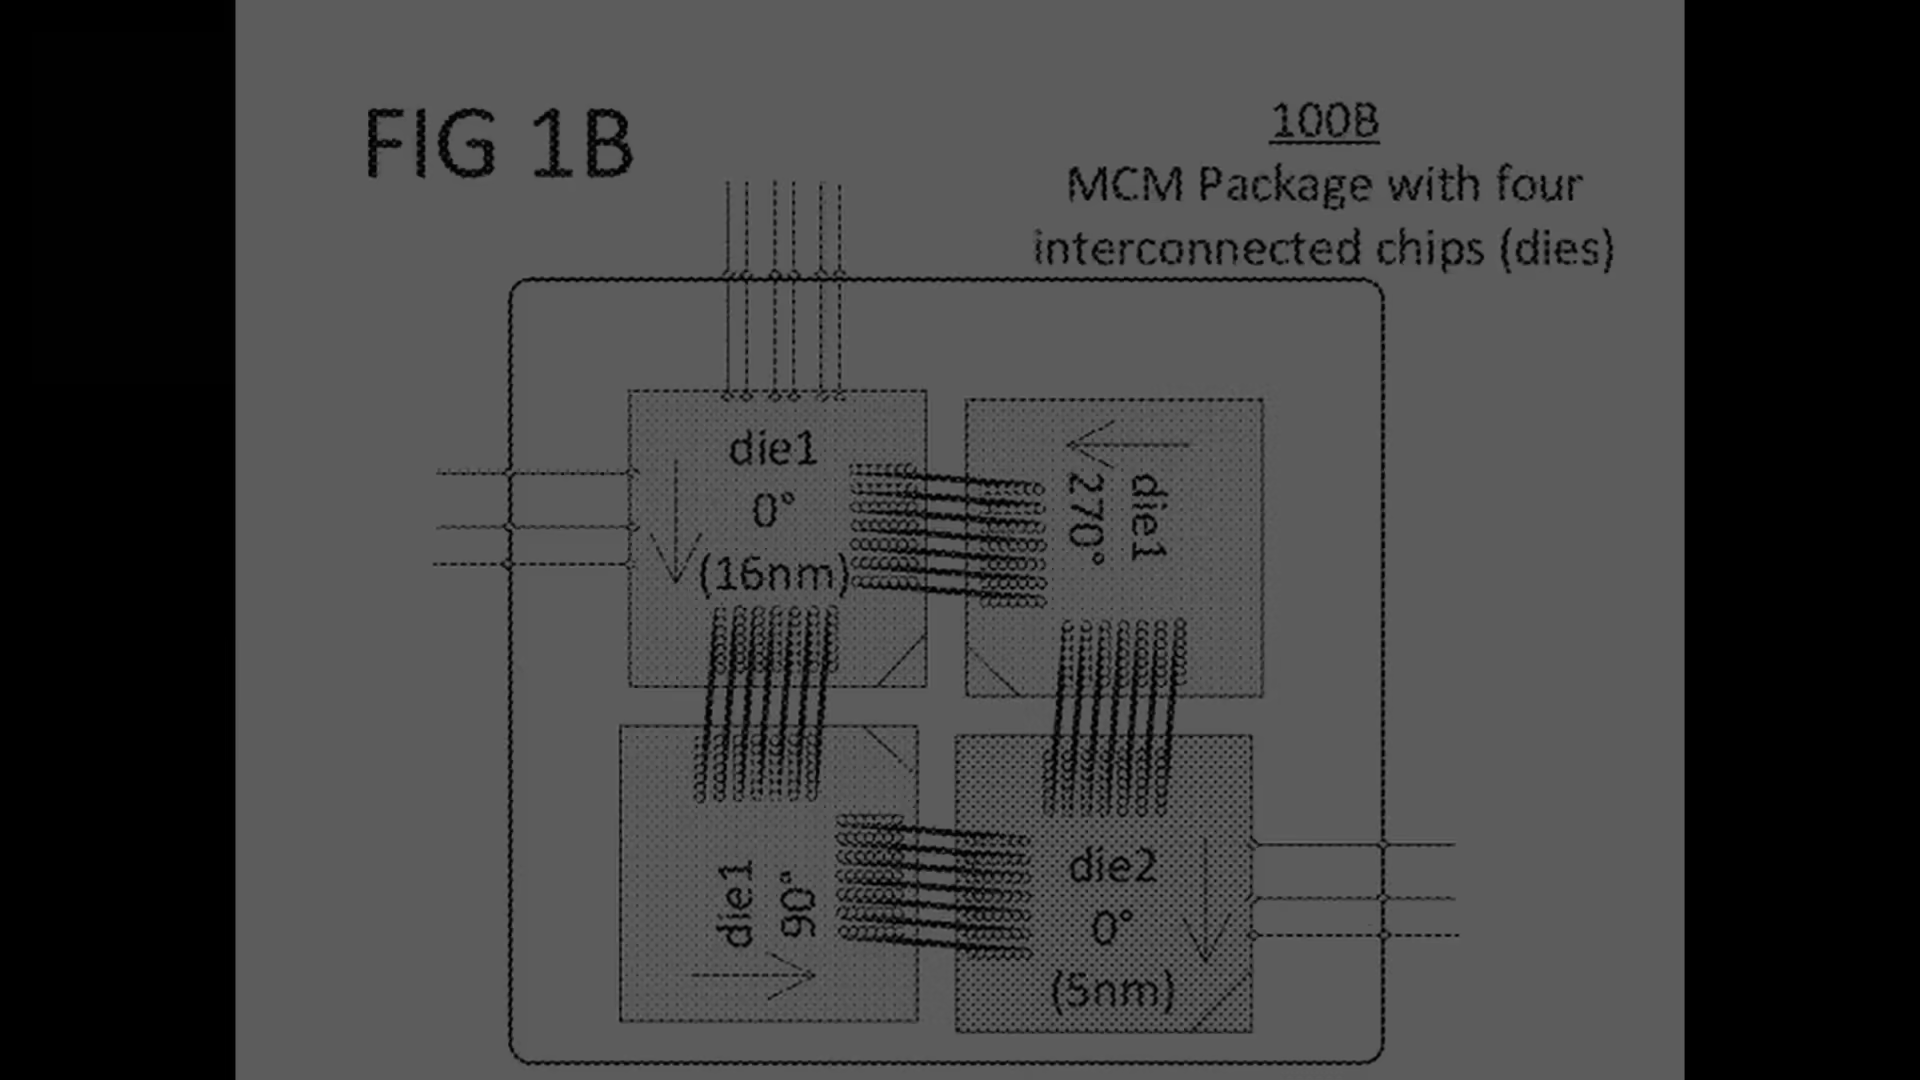 FIG 1B
100B
MCM Package with four
interconnected chips (dies)
die1
0°
(16nm)
die1
270°
die1
90°
die2
0°
(5nm)